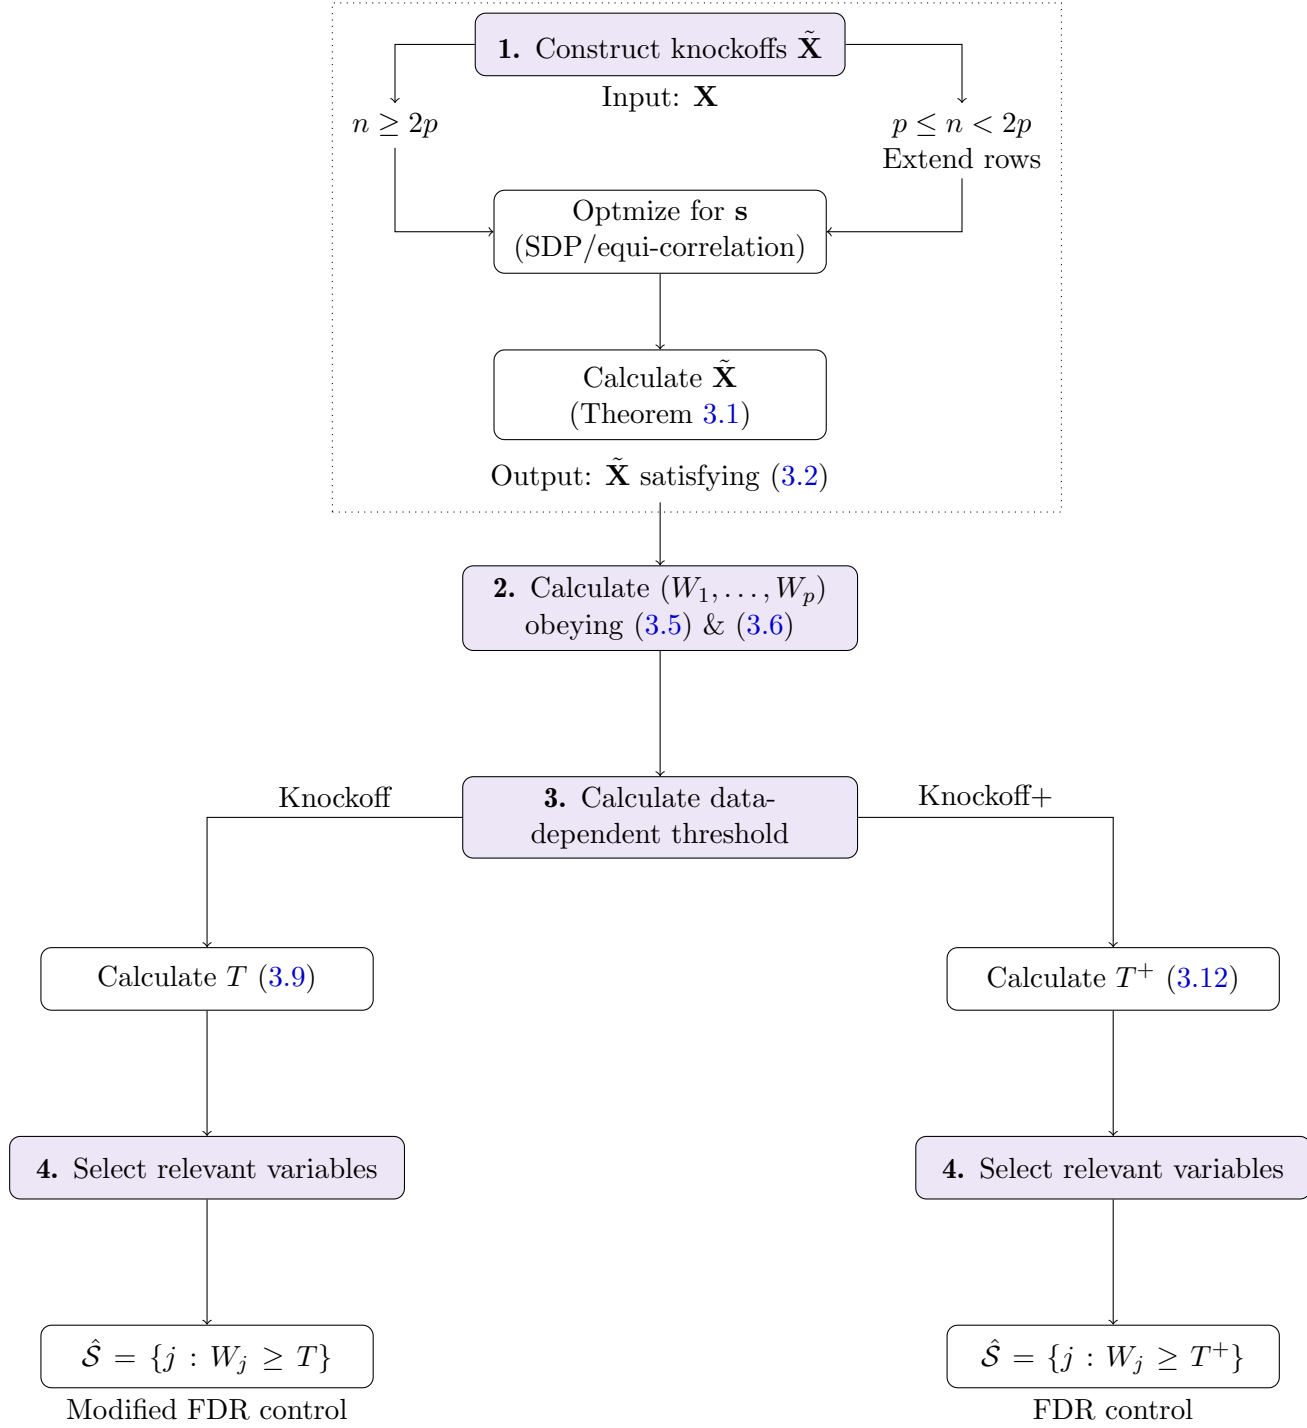 1. Construct knockoffs X̃
Input: X
n ≥ 2p
p ≤ n < 2p
Extend rows
Optmize for s
(SDP/equi-correlation)
Calculate X̃
(Theorem 3.1)
Output: X̃ satisfying (3.2)
2. Calculate (W₁, . . . , Wₚ)
obeying (3.5) & (3.6)
Knockoff
3. Calculate data-
dependent threshold
Knockoff+
Calculate T (3.9)
Calculate T⁺ (3.12)
4. Select relevant variables
4. Select relevant variables
Ŝ = {j : Wⱼ ≥ T}
Modified FDR control
Ŝ = {j : Wⱼ ≥ T⁺}
FDR control